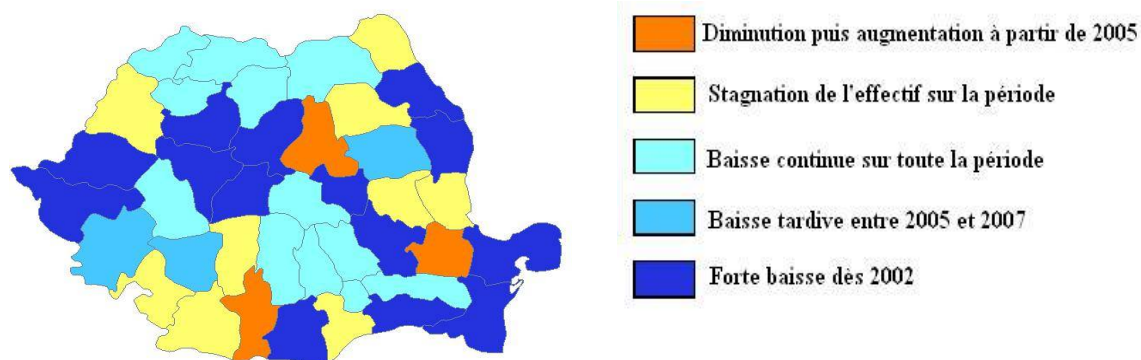 Diminution puis augmentation à partir de 2005
Stagnation de l'effectif sur la période
Baisse continue sur toute la période
Baisse tardive entre 2005 et 2007
Forte baisse dès 2002